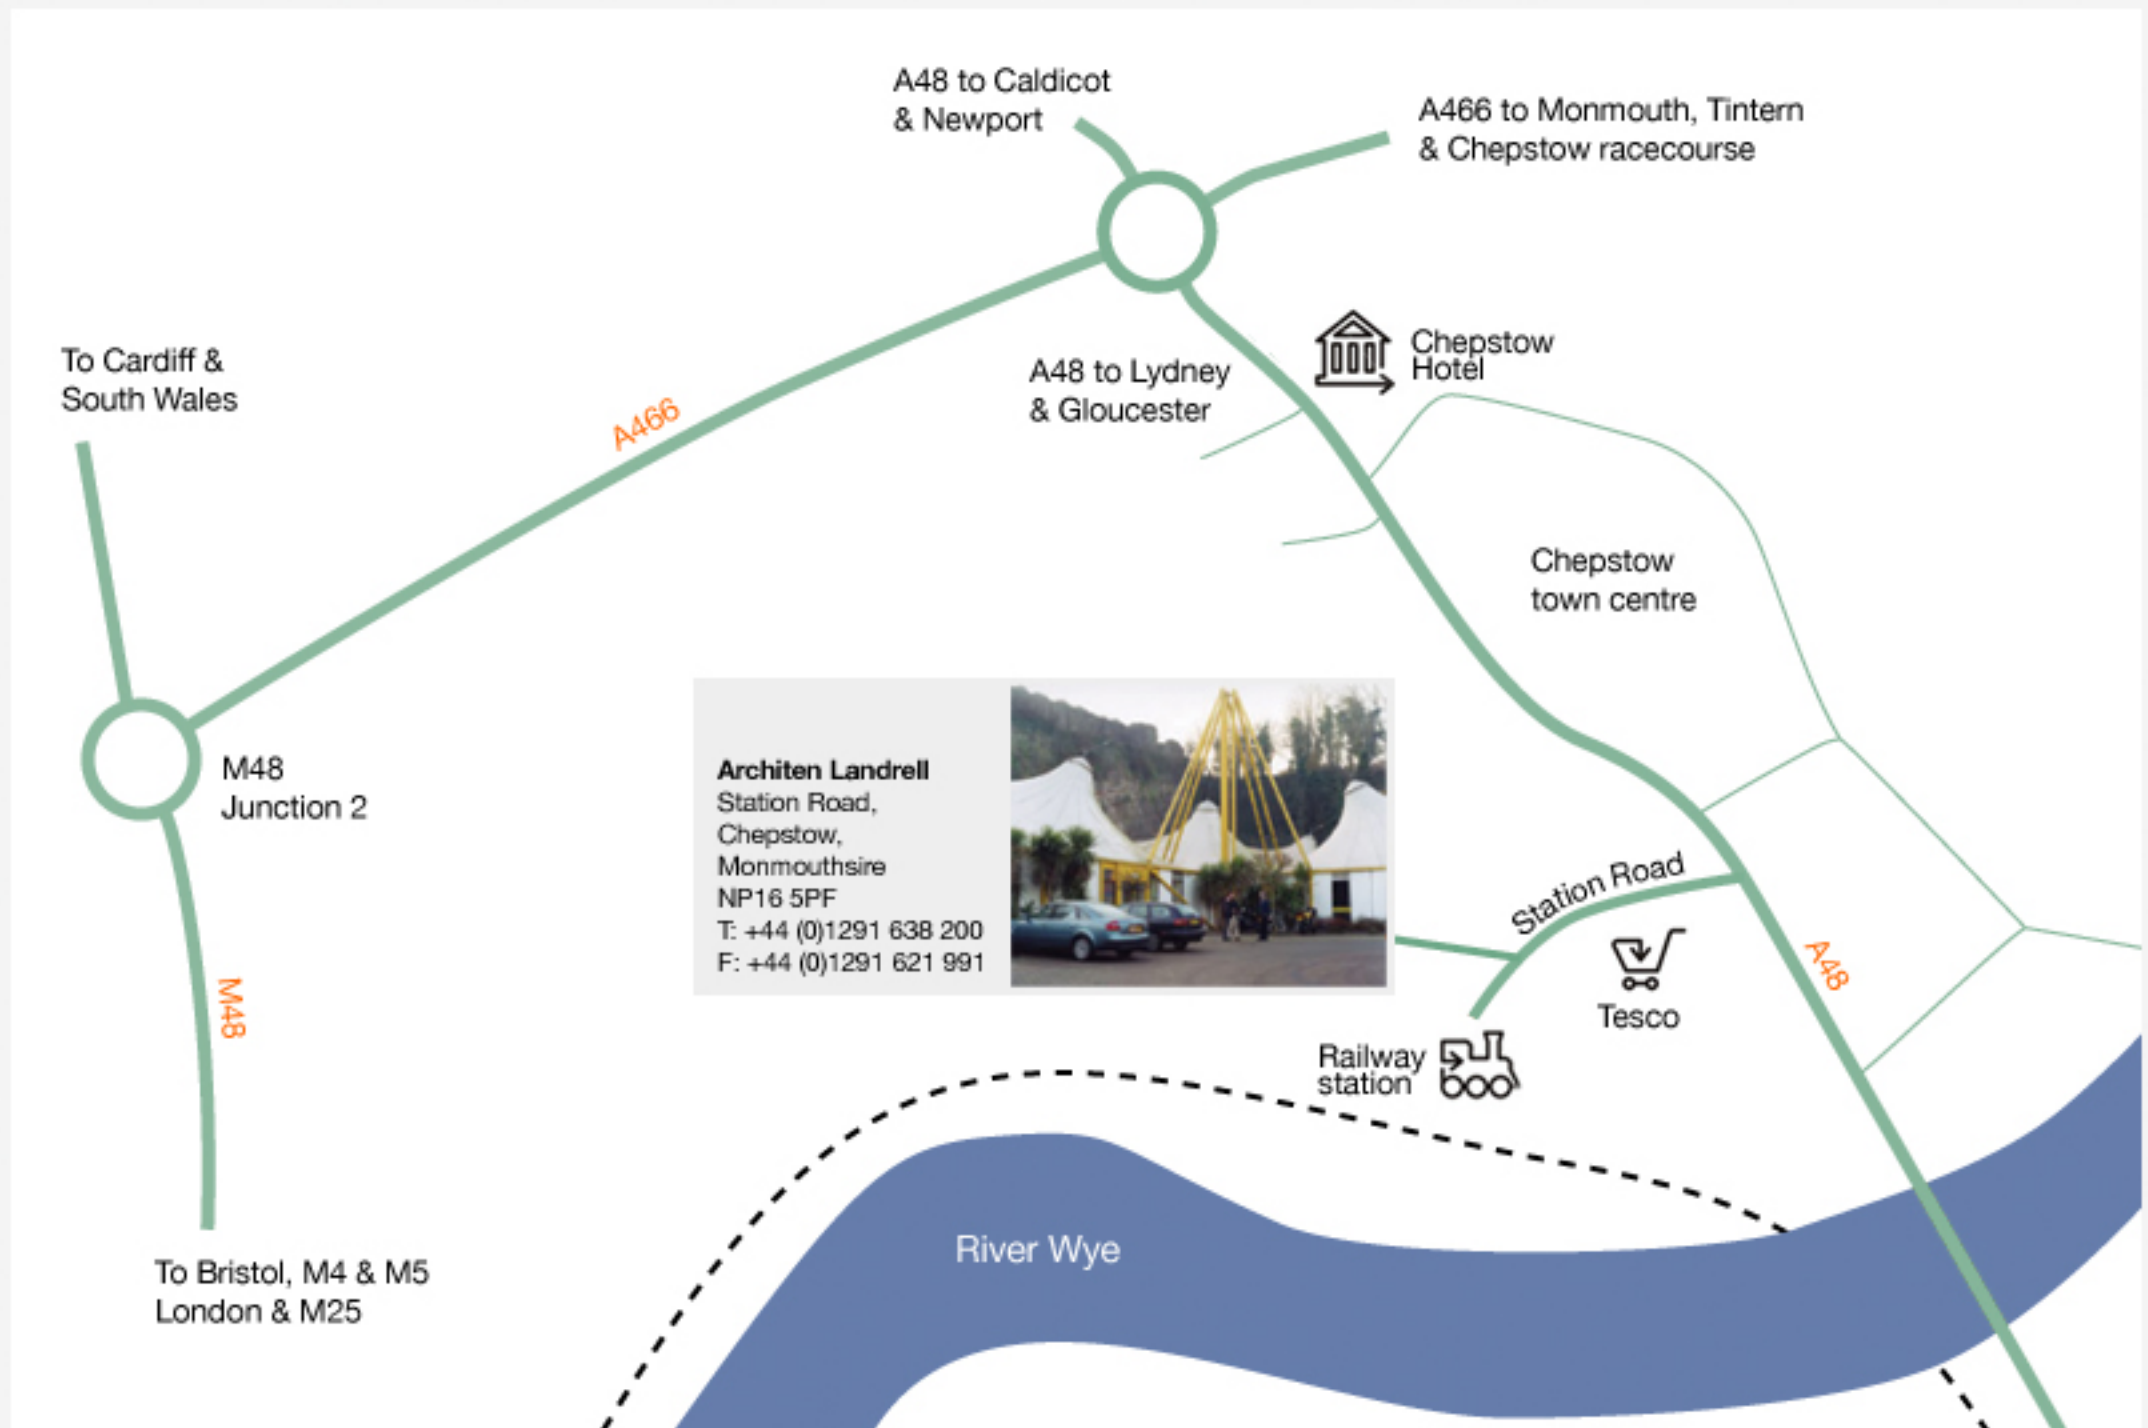 A48 to Caldicot
& Newport
A466 to Monmouth, Tintern
& Chepstow racecourse
Chepstow
Hotel
A48 to Lydney
& Gloucester
To Cardiff &
South Wales
A466
Chepstow
town centre
M48
Junction 2
Architen Landrell
Station Road,
Chepstow,
Monmouthsire
NP16 5PF
T: +44 (0)1291 638 200
F: +44 (0)1291 621 991
Station Road
A48
Tesco
M48
Railway
station
River Wye
To Bristol, M4 & M5
London & M25